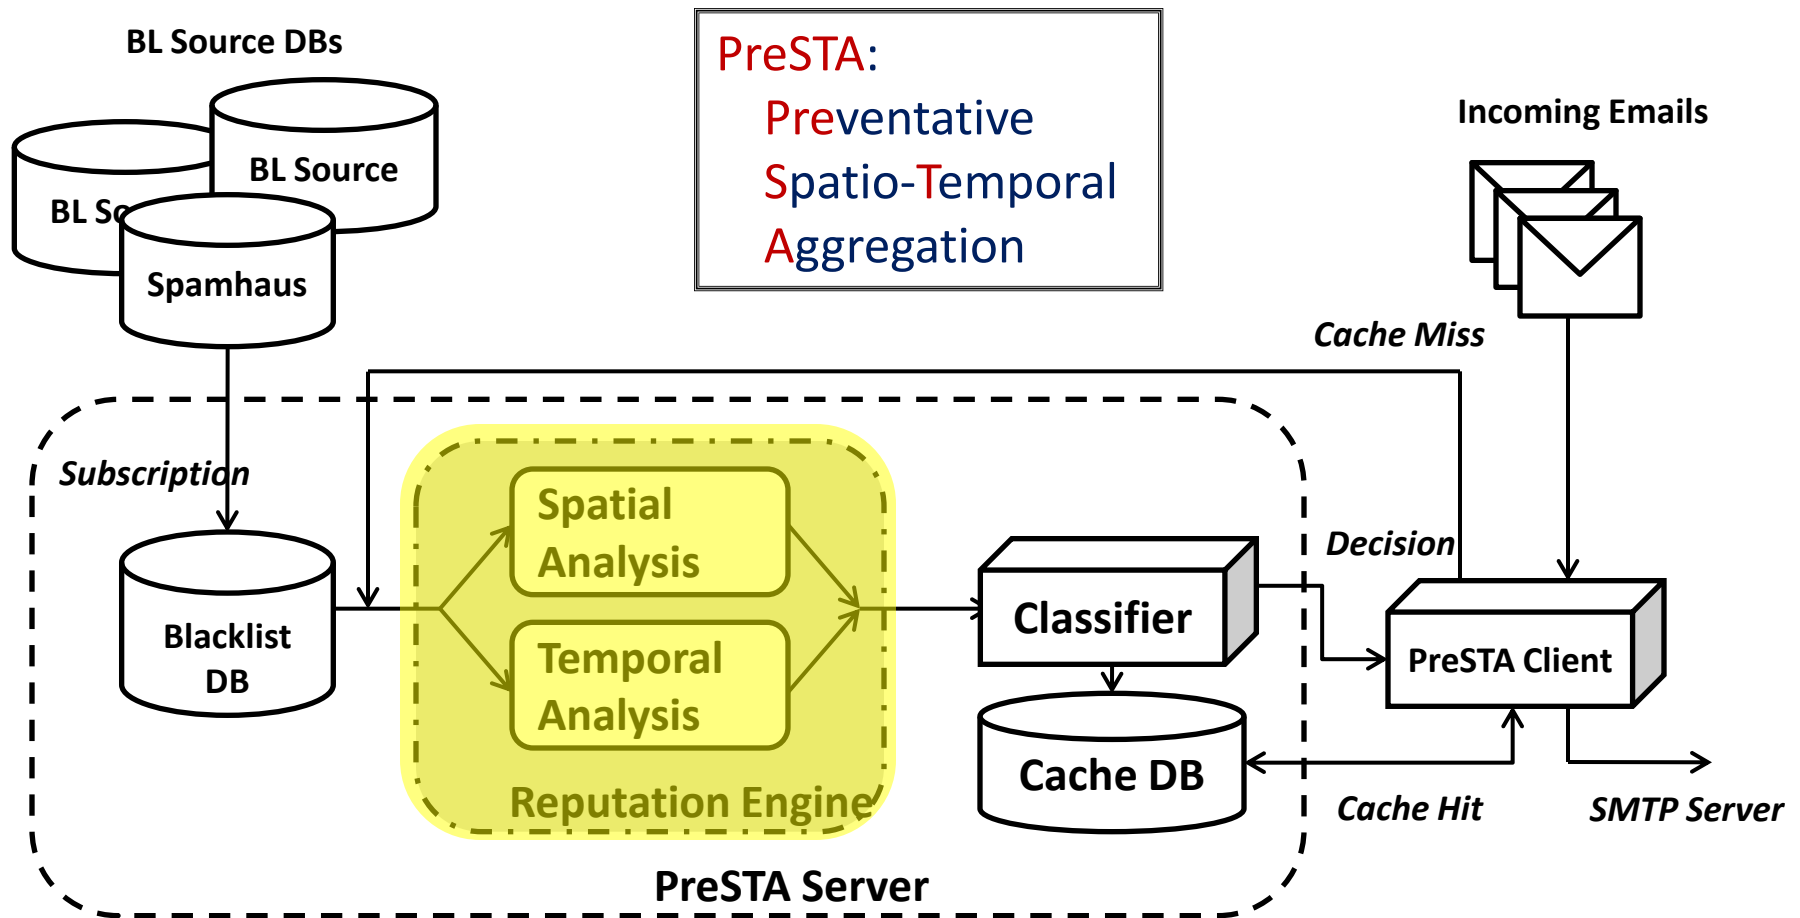 BL Source DBs
PreSTA:
Preventative
Spatio-Temporal
Aggregation
Incoming Emails
BL Source
BL So
Spamhaus
Cache Miss
Subscription
Spatial
Analysis
Decision
Classifier
Blacklist
DB
Temporal
Analysis
PreSTA Client
Cache DB
Reputation Engine
Cache Hit
SMTP Server
PreSTA Server